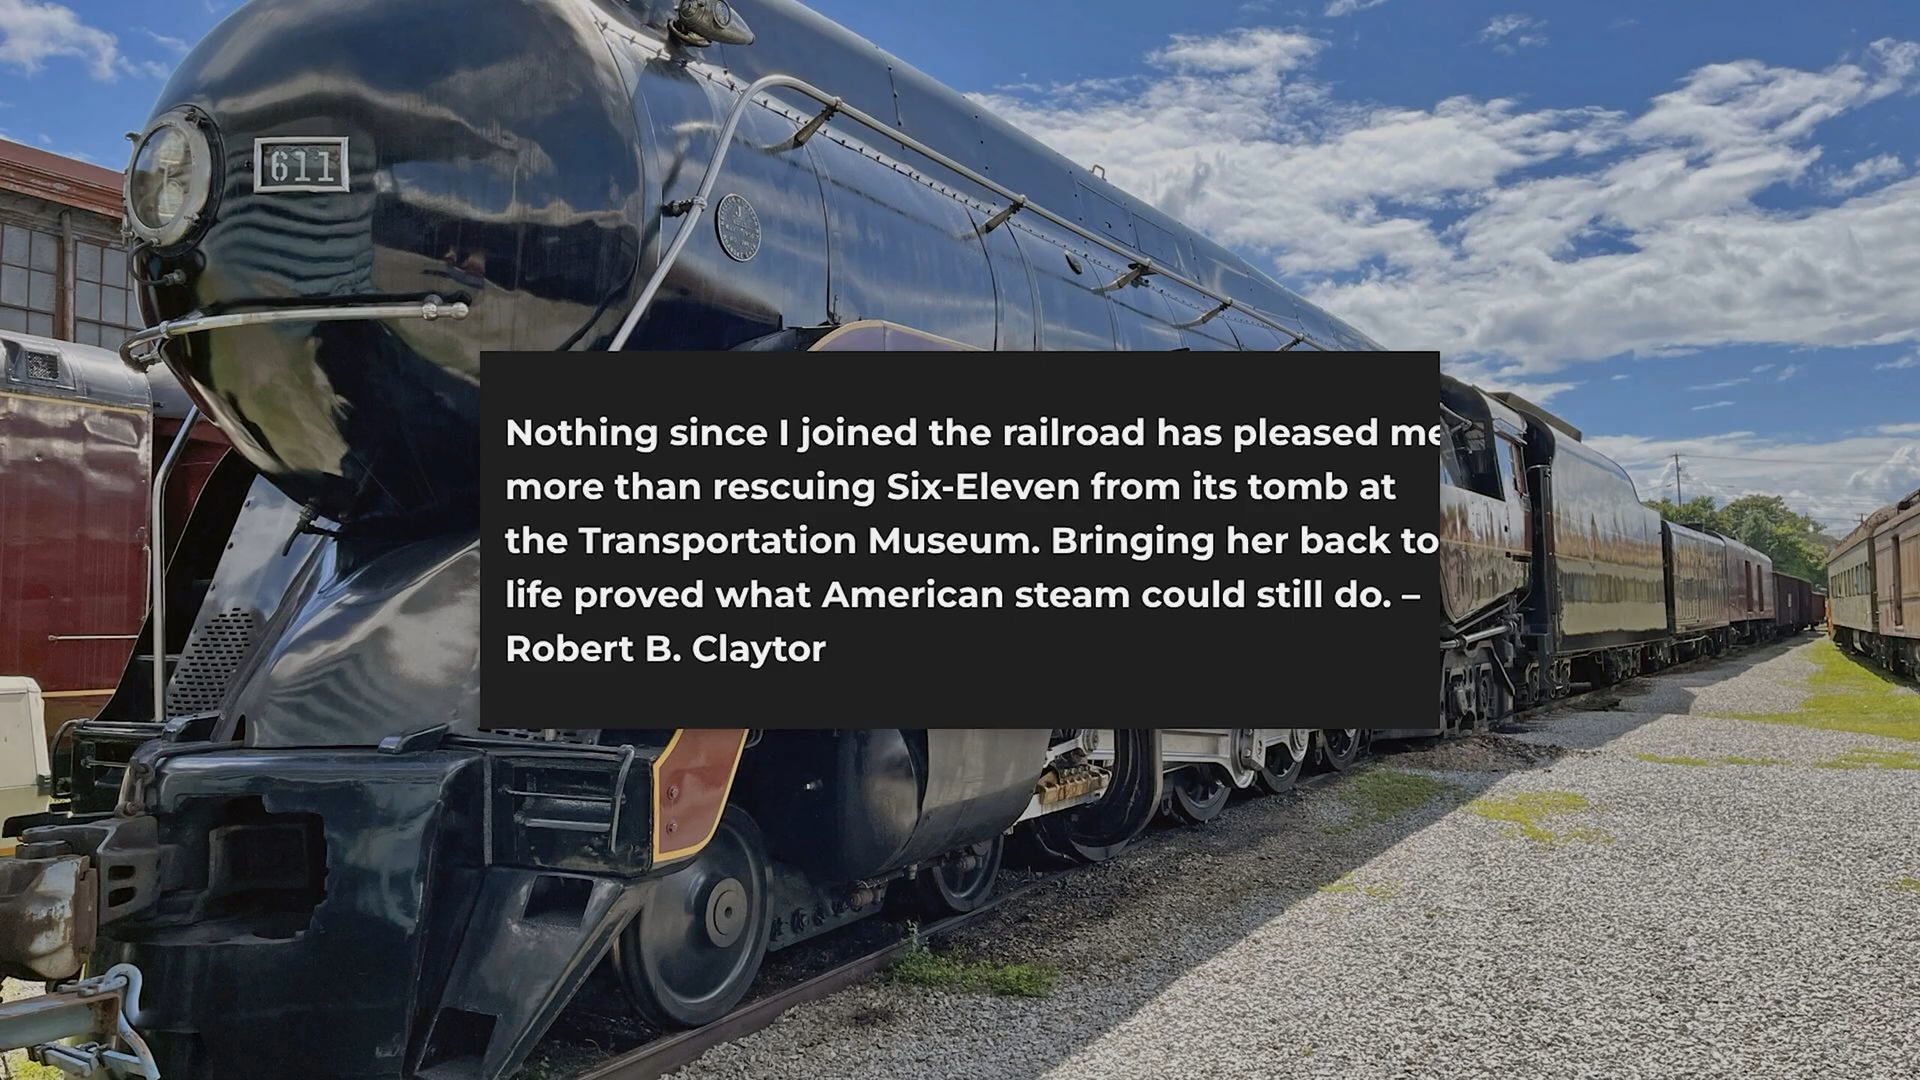 611
Nothing since I joined the railroad has pleased me
more than rescuing Six-Eleven from its tomb at
the Transportation Museum. Bringing her back to
life proved what American steam could still do. –
Robert B. Claytor